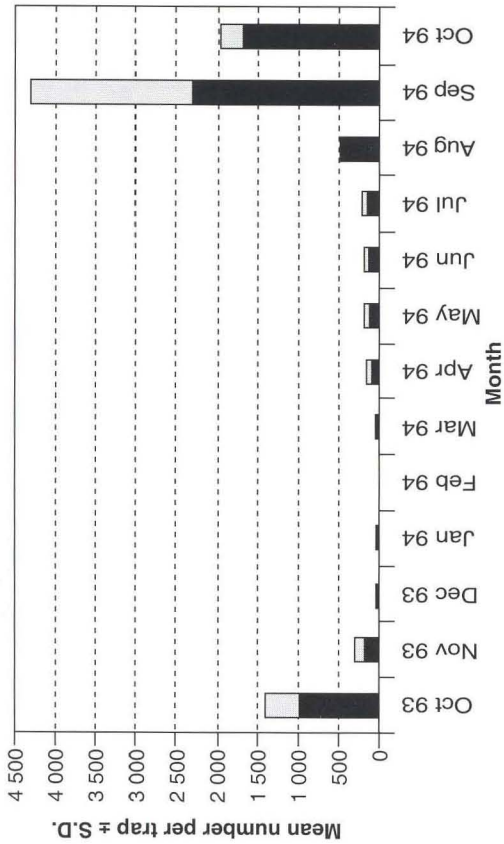 Mean number per trap ± S.D.
4 500
4 000
3 500
3 000
2 500
2 000
1 500
1 000
500
0
Oct 93
Nov 93
Dec 93
Jan 94
Feb 94
Mar 94
Apr 94
May 94
Jun 94
Jul 94
Aug 94
Sep 94
Oct 94
Month